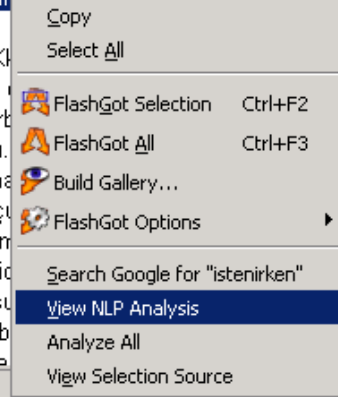 Copy
Select All
FlashGot Selection Ctrl+F2
FlashGot All Ctrl+F3
Build Gallery...
FlashGot Options
Search Google for "istenirken"
View NLP Analysis
Analyze All
View Selection Source